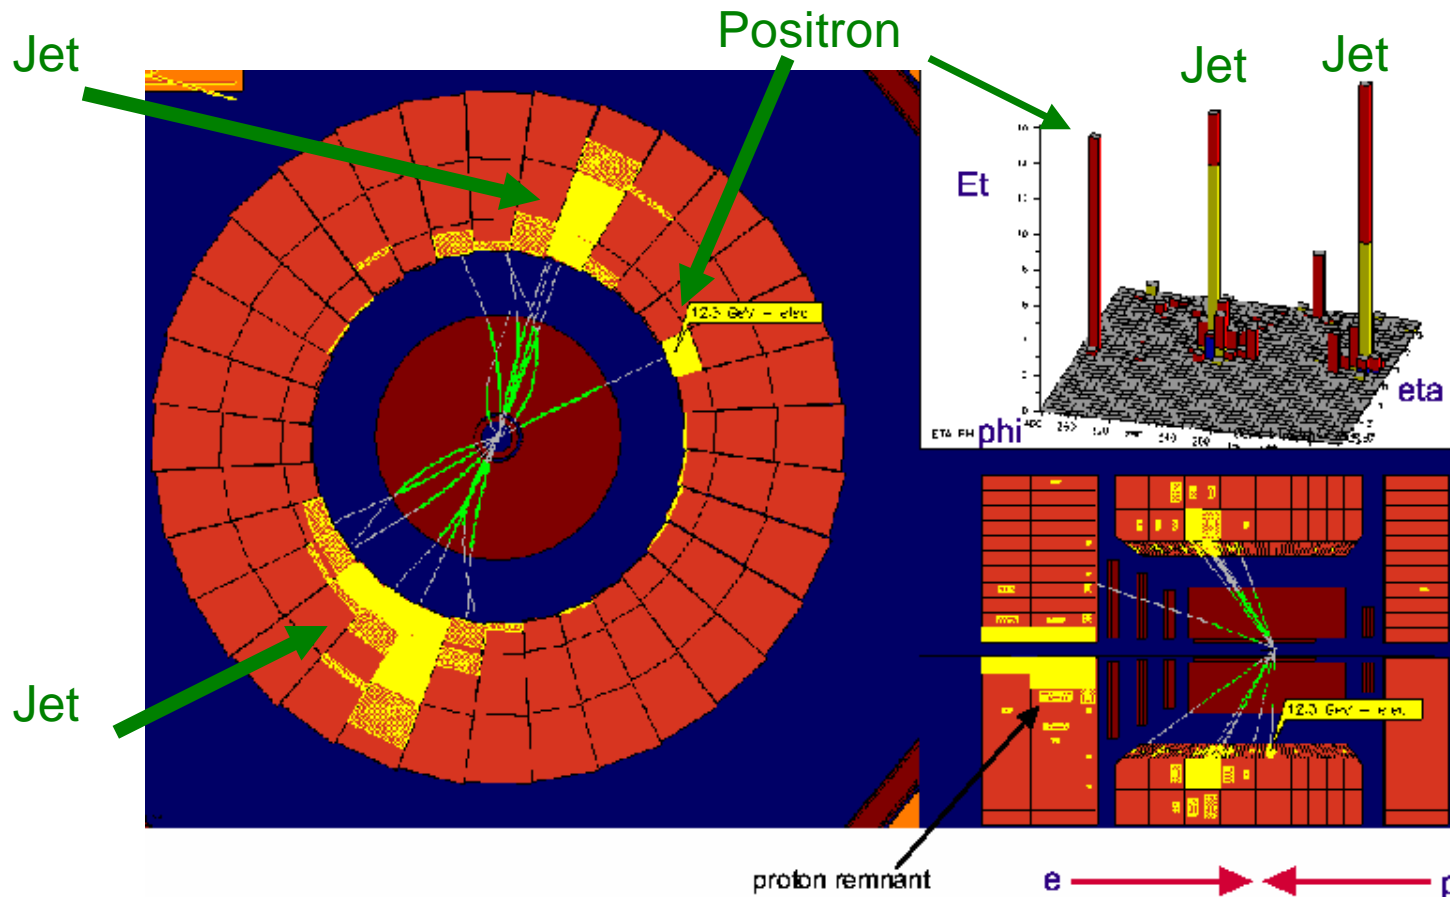 Jet
Positron
Jet
Jet
Et
eta
phi
12.3 GeV – elec
12.3 GeV – elec
Jet
proton remnant
e
p